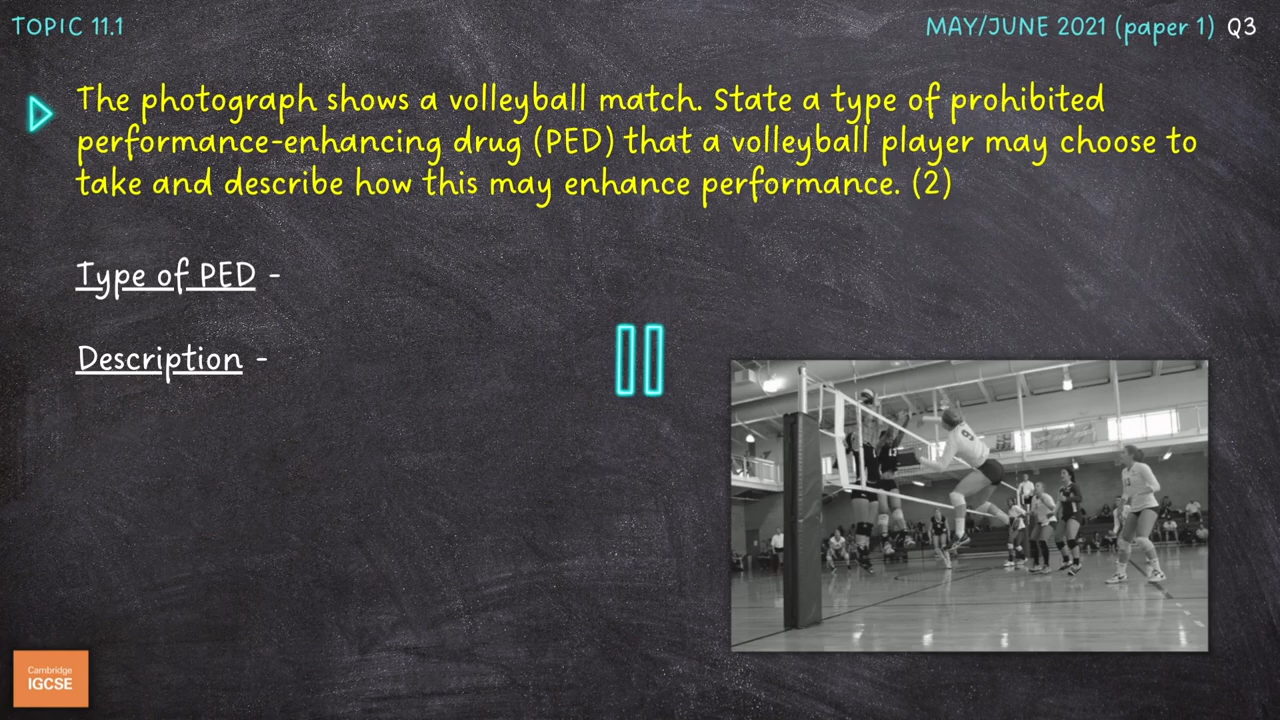 TOPIC 11.1
MAY/JUNE 2021 (paper 1) Q3
The photograph shows a volleyball match. State a type of prohibited
performance-enhancing drug (PED) that a volleyball player may choose to
take and describe how this may enhance performance. (2)
Type of PED -
Description -
9
Cambridge
IGCSE